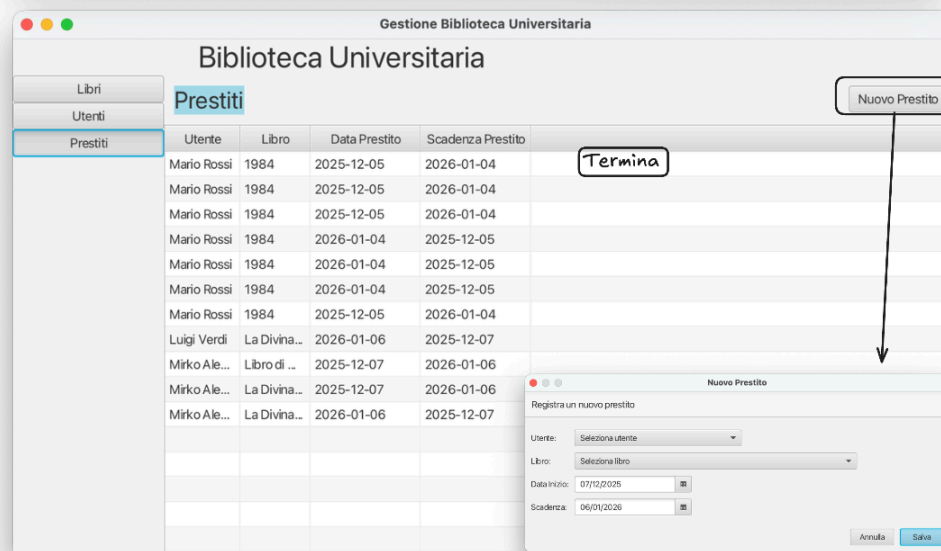 Gestione Biblioteca Universitaria
Biblioteca Universitaria
Libri
Utenti
Prestiti
Prestiti
Nuovo Prestito
Utente Libro Data Prestito Scadenza Prestito
Termina
Mario Rossi 1984 2025-12-05 2026-01-04
Mario Rossi 1984 2025-12-05 2026-01-04
Mario Rossi 1984 2025-12-05 2026-01-04
Mario Rossi 1984 2026-01-04 2025-12-05
Mario Rossi 1984 2026-01-04 2025-12-05
Mario Rossi 1984 2026-01-04 2025-12-05
Mario Rossi 1984 2025-12-05 2026-01-04
Luigi Verdi La Divina... 2026-01-06 2025-12-07
Mirko Ale... Libro di ... 2025-12-07 2026-01-06
Mirko Ale... La Divina... 2025-12-07 2026-01-06
Mirko Ale... La Divina... 2026-01-06 2025-12-07
Nuovo Prestito
Registra un nuovo prestito
Utente: Seleziona utente
Libro: Seleziona libro
Data Inizio: 07/12/2025
Scadenza: 06/01/2026
Annulla Salva